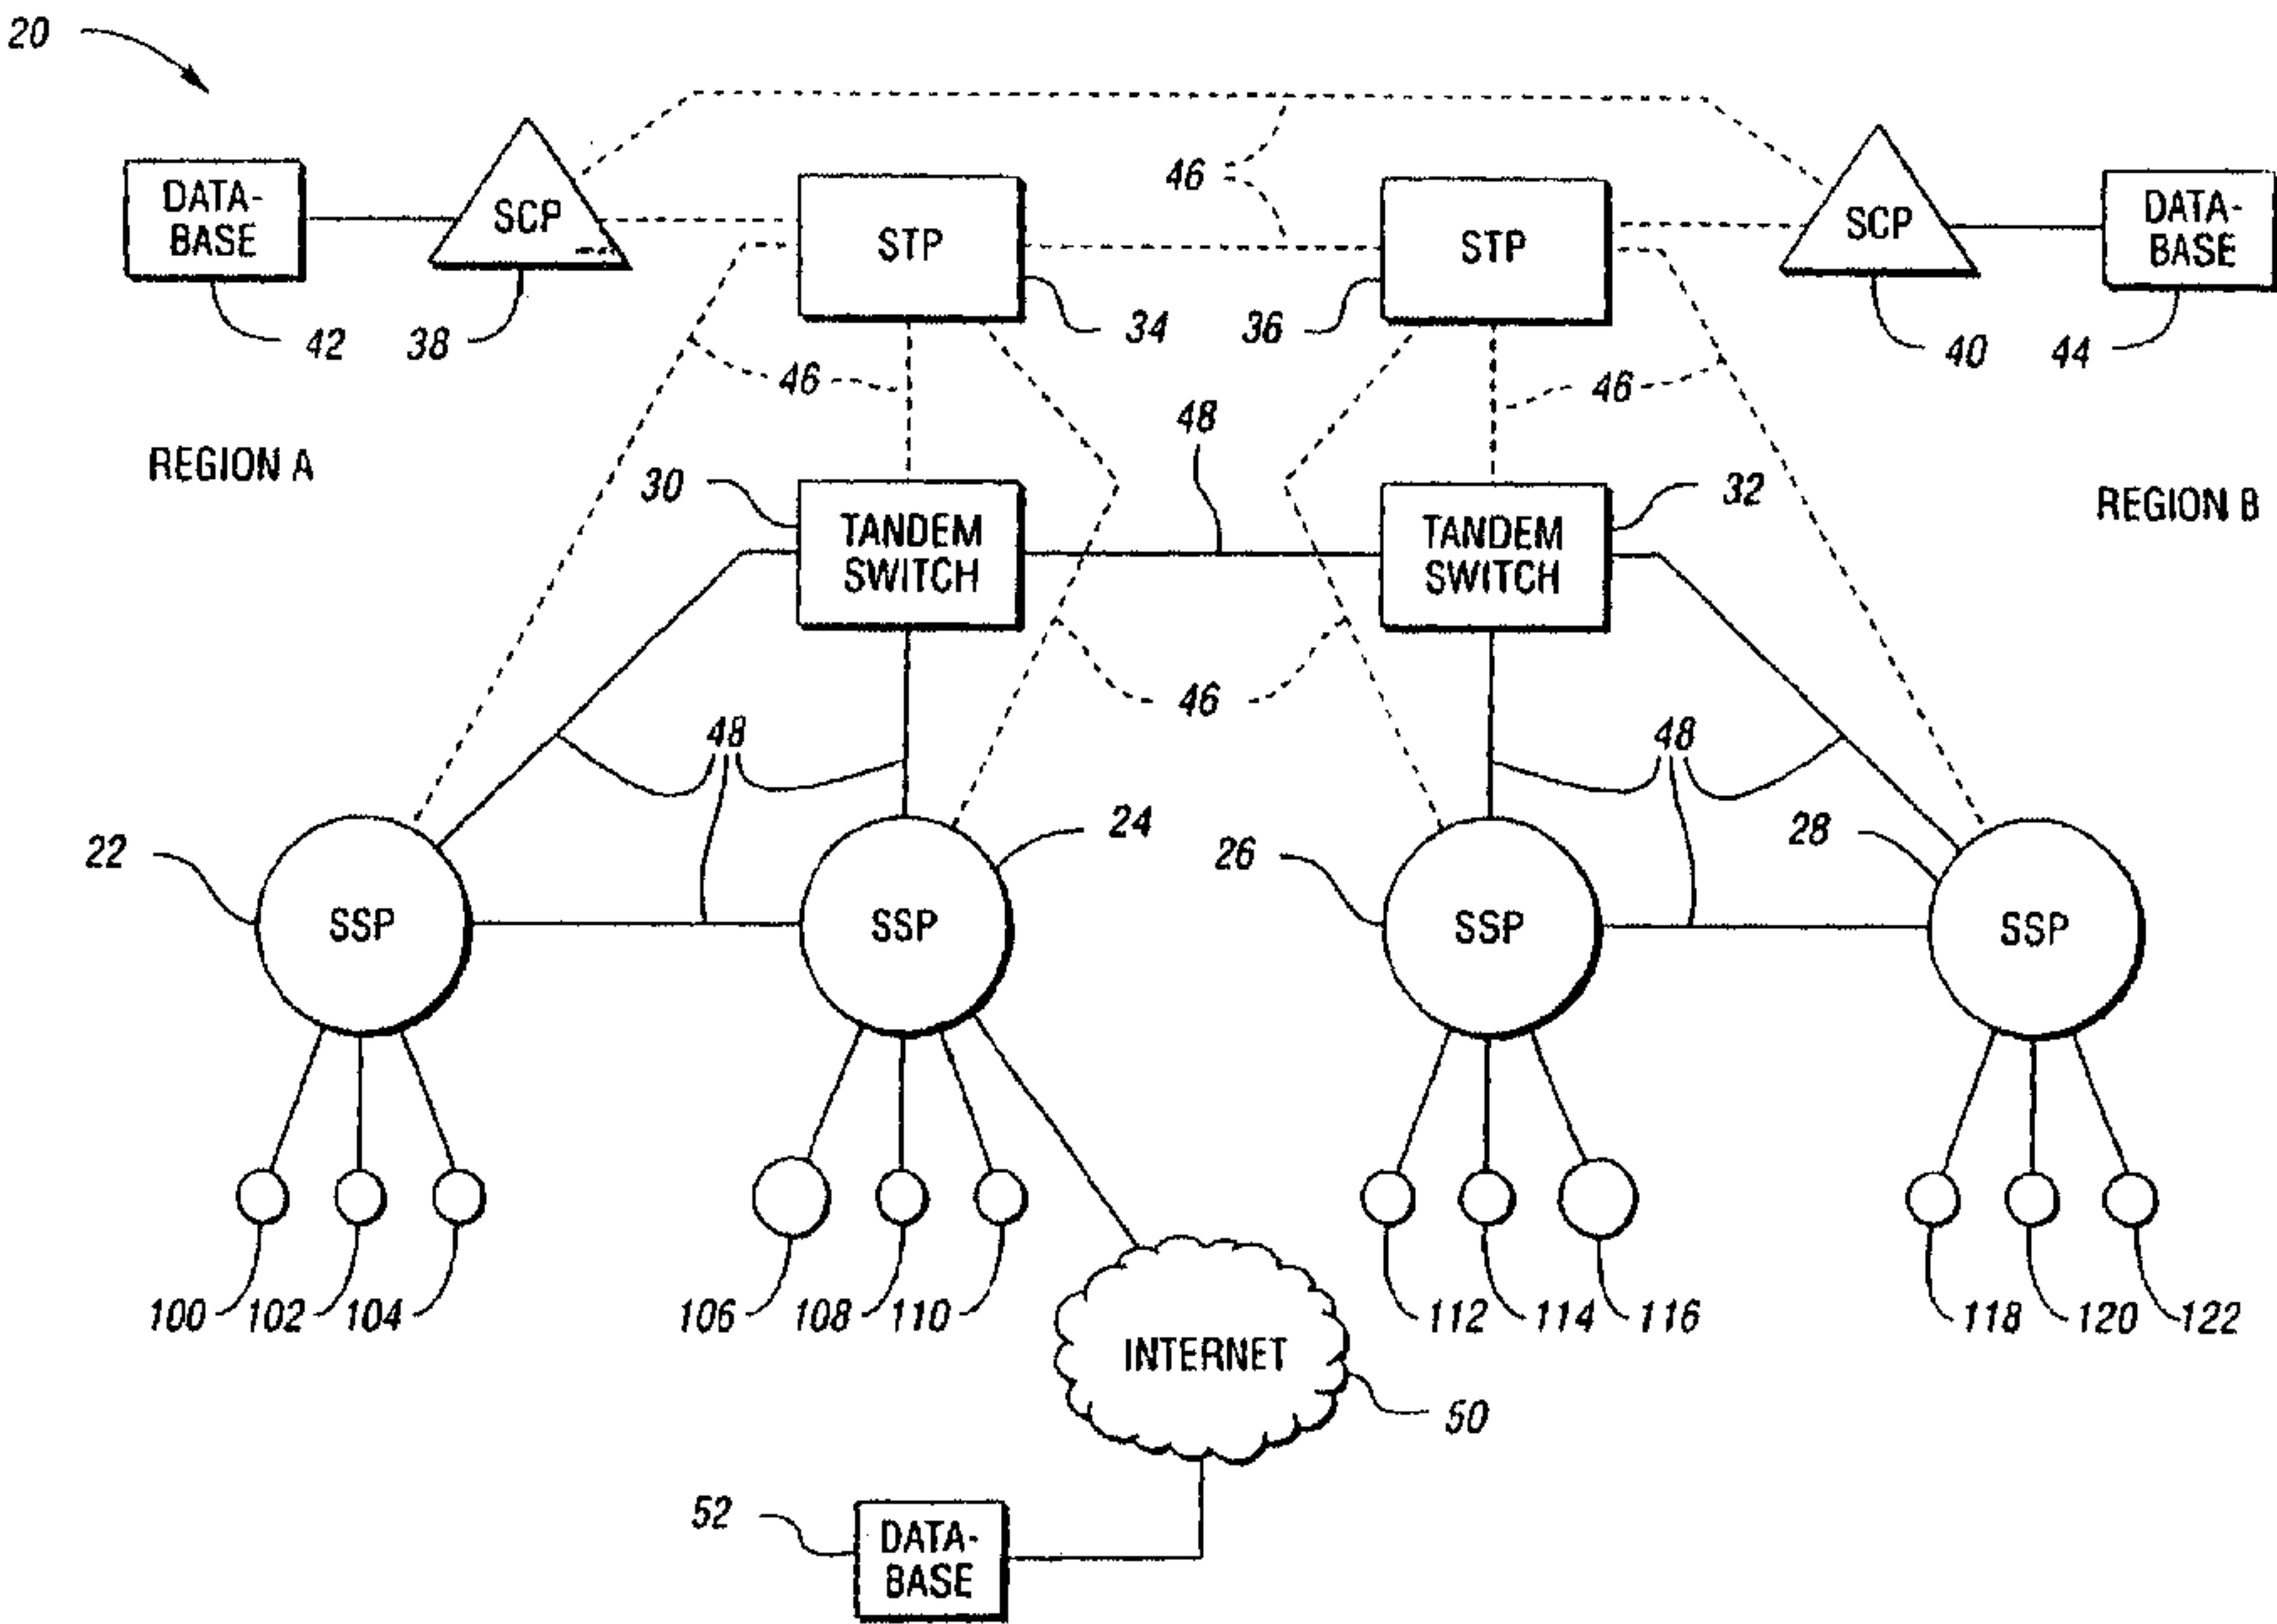 20
46
DATA-
BASE
SCP
STP
STP
SCP
DATA-
BASE
42
38
34
36
40
44
46
46
REGION A
48
REGION B
30
32
TANDEM
SWITCH
TANDEM
SWITCH
46
48
48
22
24
26
28
SSP
SSP
SSP
SSP
100
102
104
106
108
110
112
114
116
118
120
122
INTERNET
50
52
DATA-
BASE